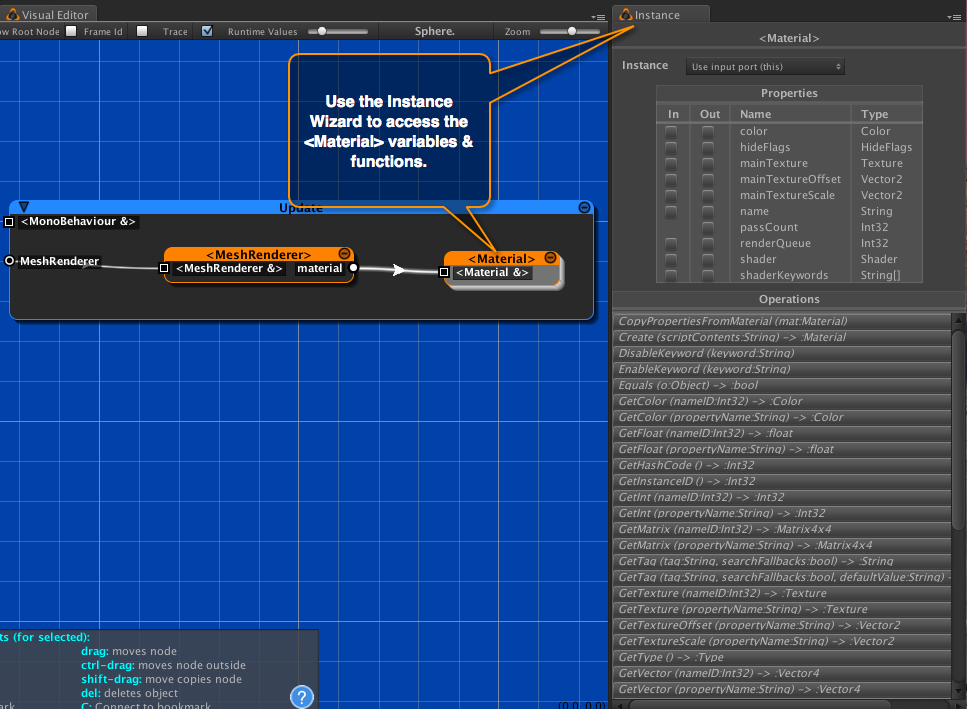 Visual Editor
ow Root Node Frame Id Trace Runtime Values Sphere. Zoom
Use the Instance
Wizard to access the
<Material> variables &
functions.
Update
<MonoBehaviour &>
MeshRenderer
<MeshRenderer>
<MeshRenderer &> material
<Material>
<Material &>
ts (for selected):
drag: moves node
ctrl-drag: moves node outside
shift-drag: move copies node
del: deletes object
ark C: Connect to bookmark
?
(0.0, 0.0)
Instance
<Material>
Instance Use input port (this)
Properties
In Out Name Type
color Color
hideFlags HideFlags
mainTexture Texture
mainTextureOffset Vector2
mainTextureScale Vector2
name String
passCount Int32
renderQueue Int32
shader Shader
shaderKeywords String[]
Operations
CopyPropertiesFromMaterial (mat:Material)
Create (scriptContents:String) -> :Material
DisableKeyword (keyword:String)
EnableKeyword (keyword:String)
Equals (o:Object) -> :bool
GetColor (nameID:Int32) -> :Color
GetColor (propertyName:String) -> :Color
GetFloat (nameID:Int32) -> :float
GetFloat (propertyName:String) -> :float
GetHashCode () -> :Int32
GetInstanceID () -> :Int32
GetInt (nameID:Int32) -> :Int32
GetInt (propertyName:String) -> :Int32
GetMatrix (nameID:Int32) -> :Matrix4x4
GetMatrix (propertyName:String) -> :Matrix4x4
GetTag (tag:String, searchFallbacks:bool) -> :String
GetTag (tag:String, searchFallbacks:bool, defaultValue:String) -
GetTexture (nameID:Int32) -> :Texture
GetTexture (propertyName:String) -> :Texture
GetTextureOffset (propertyName:String) -> :Vector2
GetTextureScale (propertyName:String) -> :Vector2
GetType () -> :Type
GetVector (nameID:Int32) -> :Vector4
GetVector (propertyName:String) -> :Vector4